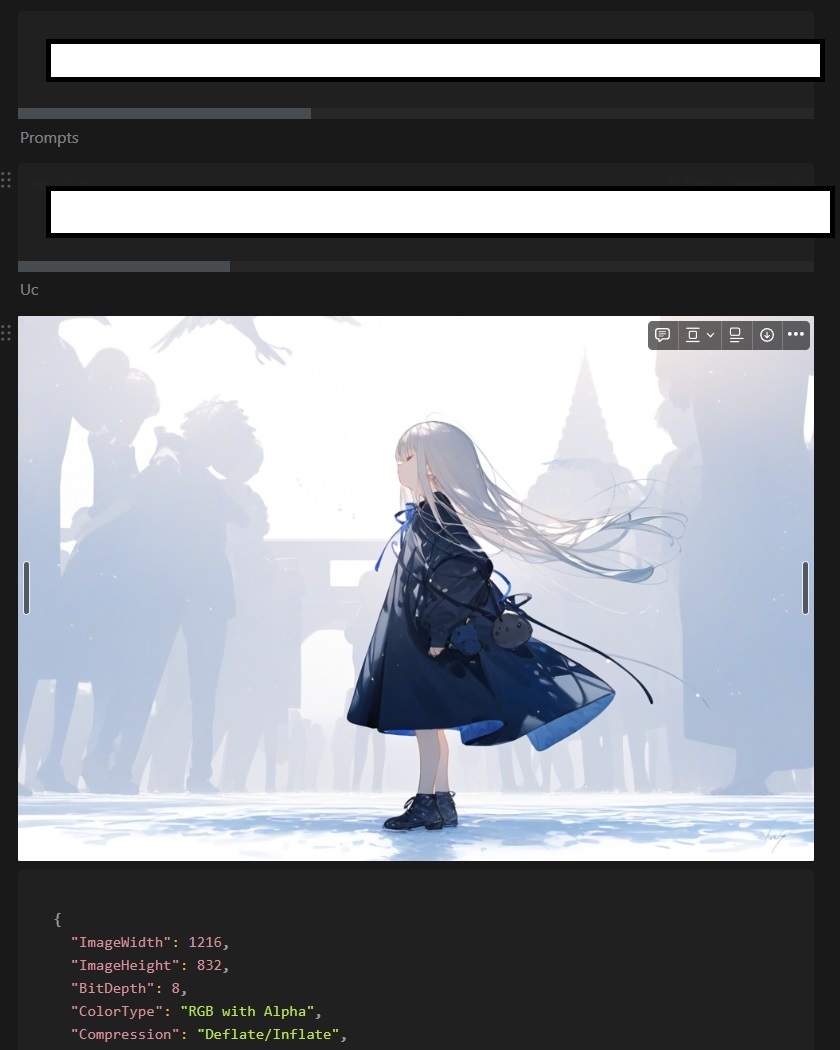 Prompts
Uc
{
"ImageWidth": 1216,
"ImageHeight": 832,
"BitDepth": 8,
"ColorType": "RGB with Alpha",
"Compression": "Deflate/Inflate",